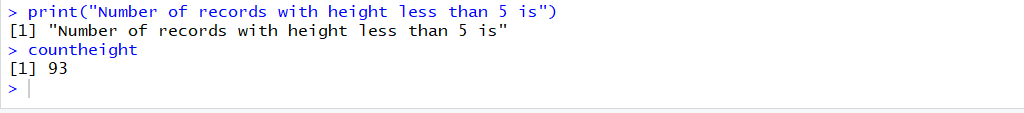 > print("Number of records with height less than 5 is")
[1] "Number of records with height less than 5 is"
> countheight
[1] 93
>